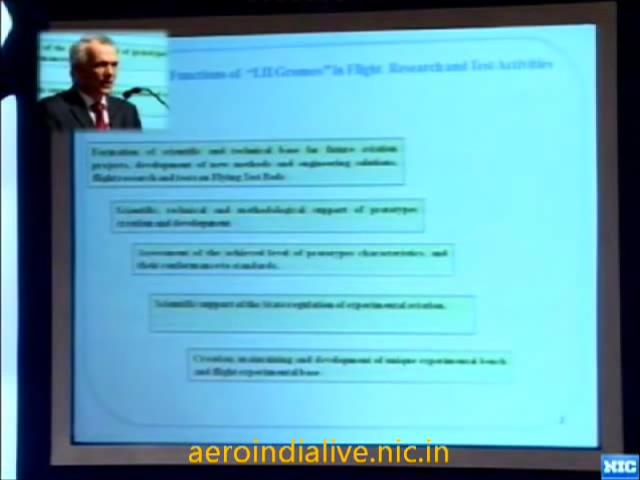 Functions of "LII Gromov" in Flight Research and Test Activities
Formation of scientific and technical base for future aviation
projects, development of new methods and engineering solutions,
flight research and tests on Flying Test Beds
Scientific, technical and methodological support of prototypes
creation and development
Assessment of the achieved level of prototypes characteristics, and
their conformance to standards.
Scientific support of the State regulation of experimental aviation.
Creation, maintaining and development of unique experimental bench
and flight experimental base
2
aeroindialive.nic.in
NIC